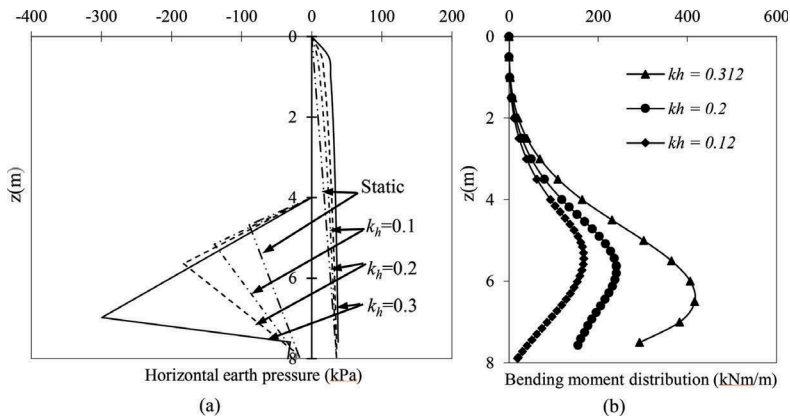 -400 -300 -200 -100 0 100 200
0
2
4
6
8
z(m)
Static
kh=0.1
kh=0.2
kh=0.3
Horizontal earth pressure (kPa)
(a)
0 200 400 600
0
2
4
6
8
z(m)
kh = 0.312
kh = 0.2
kh = 0.12
Bending moment distribution (kNm/m)
(b)